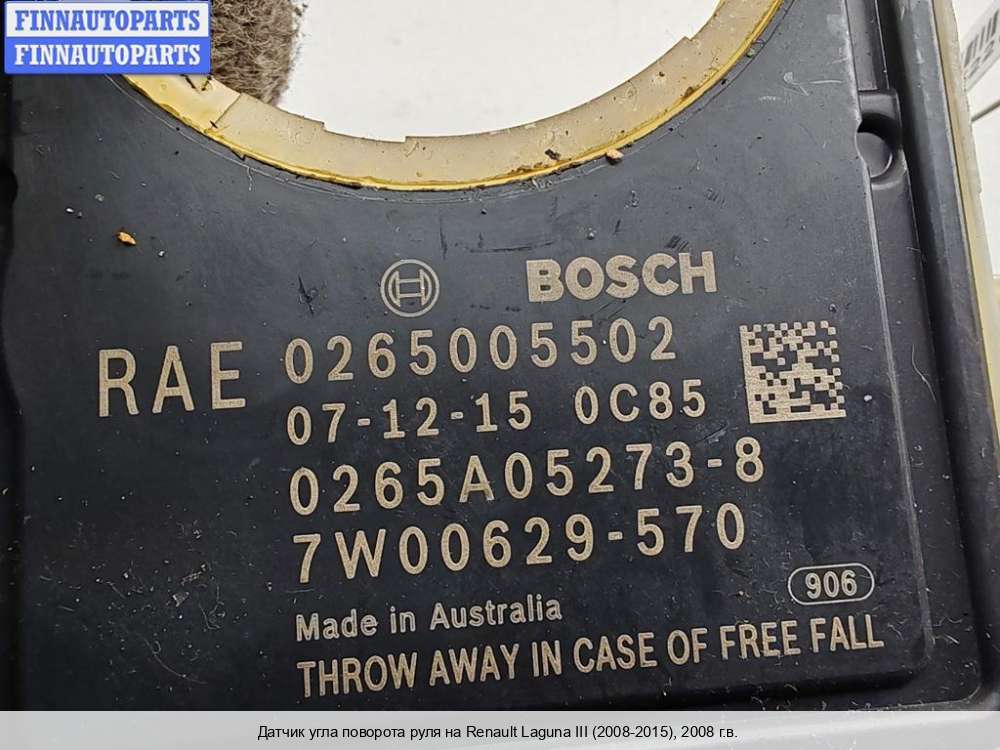 FINNAUTOPARTS
FINNAUTOPARTS
BOSCH
RAE 0265005502
07-12-15 0C85
0265A05273-8
7W00629-570
906
Made in Australia
THROW AWAY IN CASE OF FREE FALL
Датчик угла поворота руля на Renault Laguna III (2008-2015), 2008 г.в.